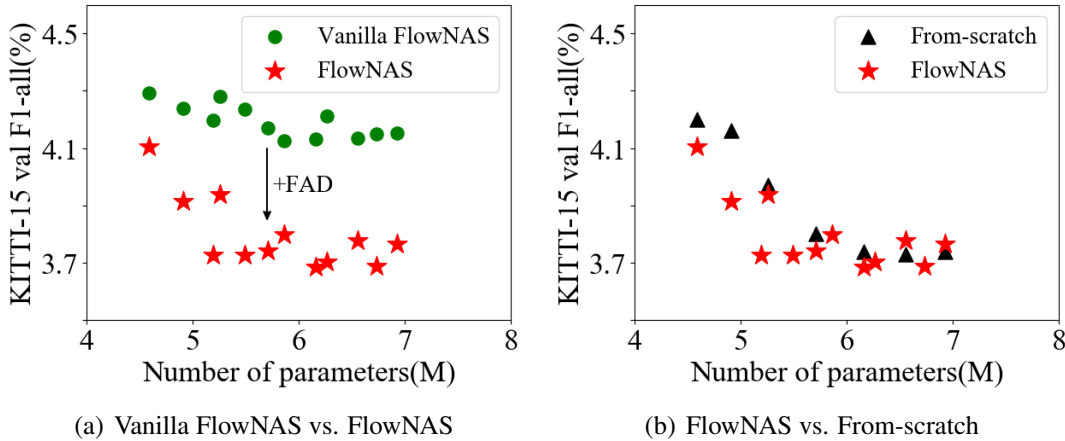 KITTI-15 val F1-all(%)
4.5
4.1
3.7
Vanilla FlowNAS
FlowNAS
+FAD
4 5 6 7 8
Number of parameters(M)
(a) Vanilla FlowNAS vs. FlowNAS
KITTI-15 val F1-all(%)
4.5
4.1
3.7
From-scratch
FlowNAS
4 5 6 7 8
Number of parameters(M)
(b) FlowNAS vs. From-scratch